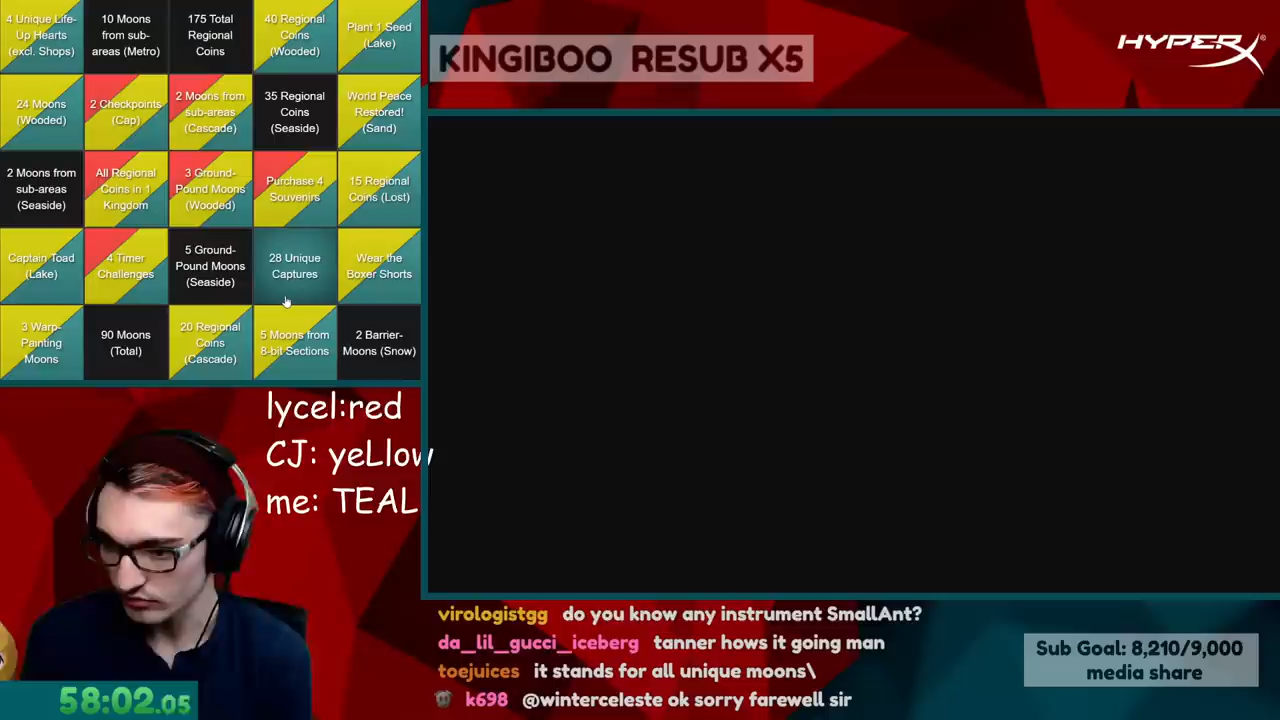 4 Unique Life-
Up Hearts
(excl. Shops)
10 Moons
from sub-
areas (Metro)
175 Total
Regional
Coins
40 Regional
Coins
(Wooded)
Plant 1 Seed
(Lake)
24 Moons
(Wooded)
2 Checkpoints
(Cap)
2 Moons from
sub-areas
(Cascade)
35 Regional
Coins
(Seaside)
World Peace
Restored!
(Sand)
2 Moons from
sub-areas
(Seaside)
All Regional
Coins in 1
Kingdom
3 Ground-
Pound Moons
(Wooded)
Purchase 4
Souvenirs
15 Regional
Coins (Lost)
Captain Toad
(Lake)
4 Timer
Challenges
5 Ground-
Pound Moons
(Seaside)
28 Unique
Captures
Wear the
Boxer Shorts
3 Warp-
Painting
Moons
90 Moons
(Total)
20 Regional
Coins
(Cascade)
5 Moons from
8-bit Sections
2 Barrier-
Moons (Snow)
KINGIBOO RESUB X5
HYPERX
lycel:red
CJ: yeLlow
me: TEAL
58:02.05
virologistgg do you know any instrument SmallAnt?
da_lil_gucci_iceberg tanner hows it going man
toejuices it stands for all unique moons\
k698 @winterceleste ok sorry farewell sir
Sub Goal: 8,210/9,000
media share